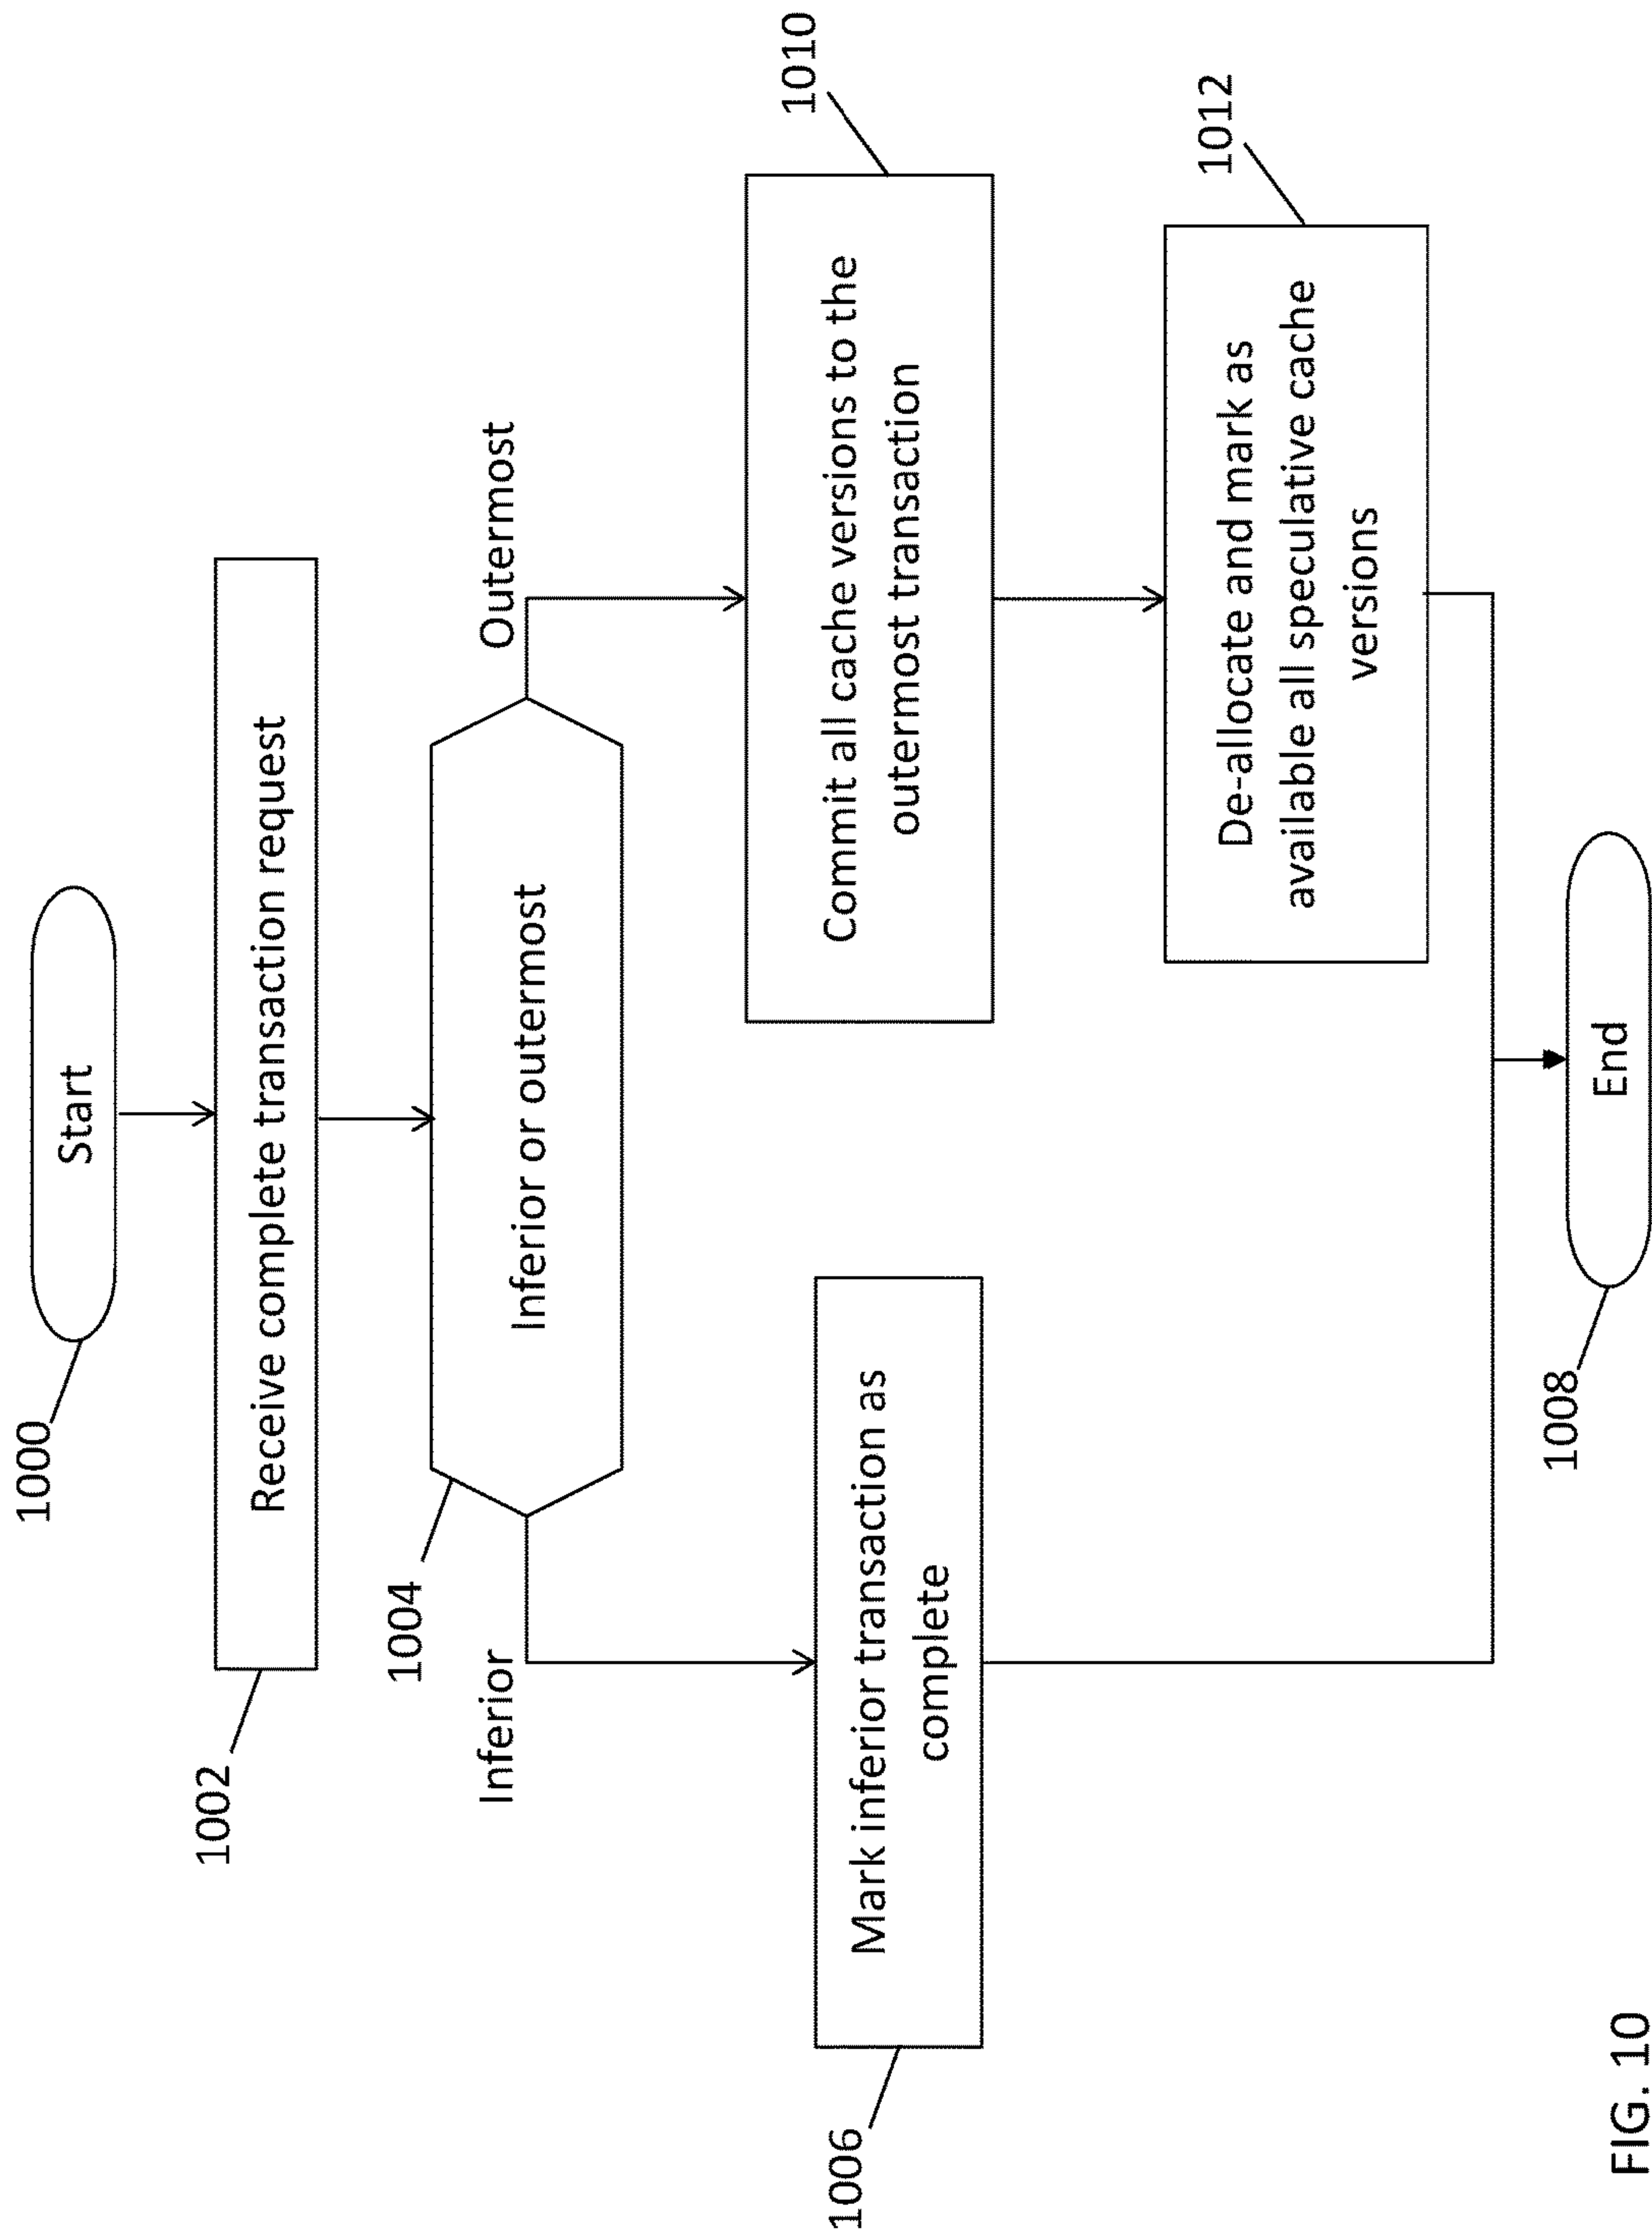 1000
Start
1002
Receive complete transaction request
1004
Inferior or outermost
Inferior
Outermost
1006
Mark inferior transaction as
complete
1010
Commit all cache versions to the
outermost transaction
1012
De-allocate and mark as
available all speculative cache
versions
1008
End
FIG. 10